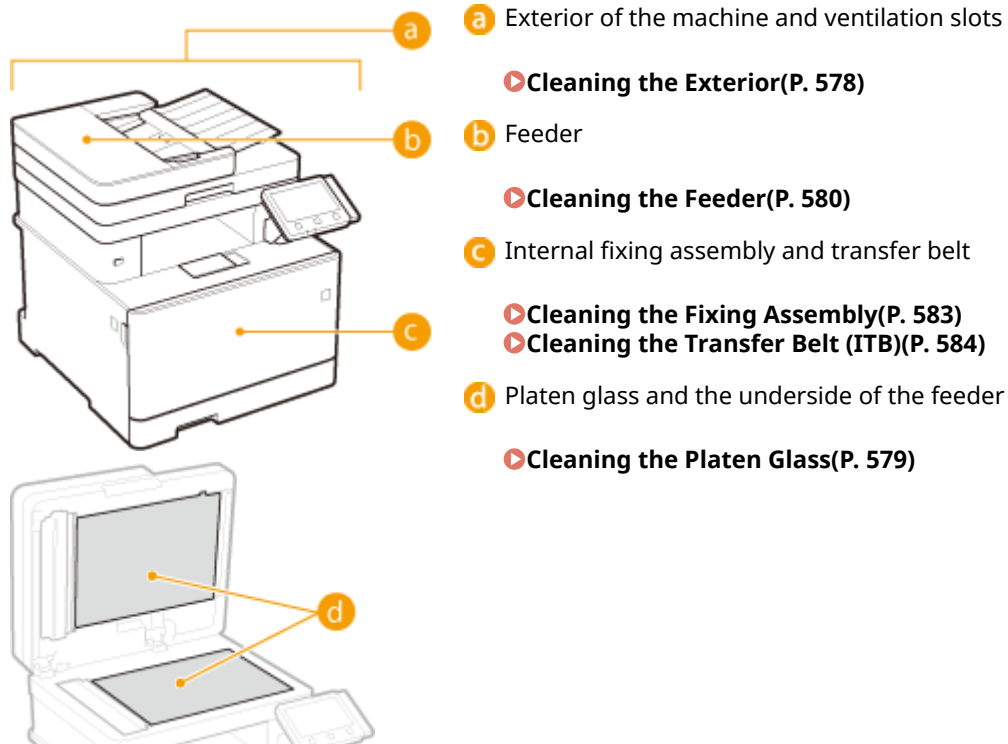 a
a Exterior of the machine and ventilation slots
Cleaning the Exterior(P. 578)
b
b Feeder
Cleaning the Feeder(P. 580)
c Internal fixing assembly and transfer belt
Cleaning the Fixing Assembly(P. 583)
c
Cleaning the Transfer Belt (ITB)(P. 584)
d Platen glass and the underside of the feeder
Cleaning the Platen Glass(P. 579)
d